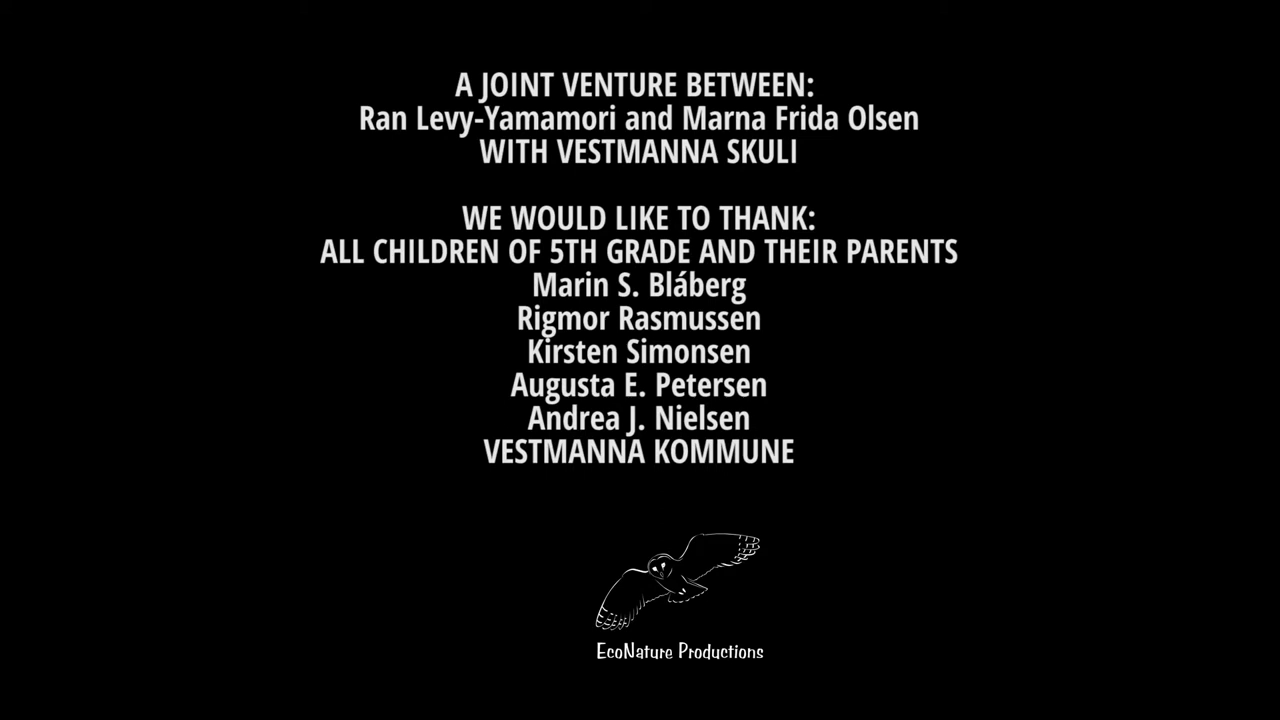 A JOINT VENTURE BETWEEN:
Ran Levy-Yamamori and Marna Frida Olsen
WITH VESTMANNA SKULI
WE WOULD LIKE TO THANK:
ALL CHILDREN OF 5TH GRADE AND THEIR PARENTS
Marin S. Bláberg
Rigmor Rasmussen
Kirsten Simonsen
Augusta E. Petersen
Andrea J. Nielsen
VESTMANNA KOMMUNE
EcoNature Productions